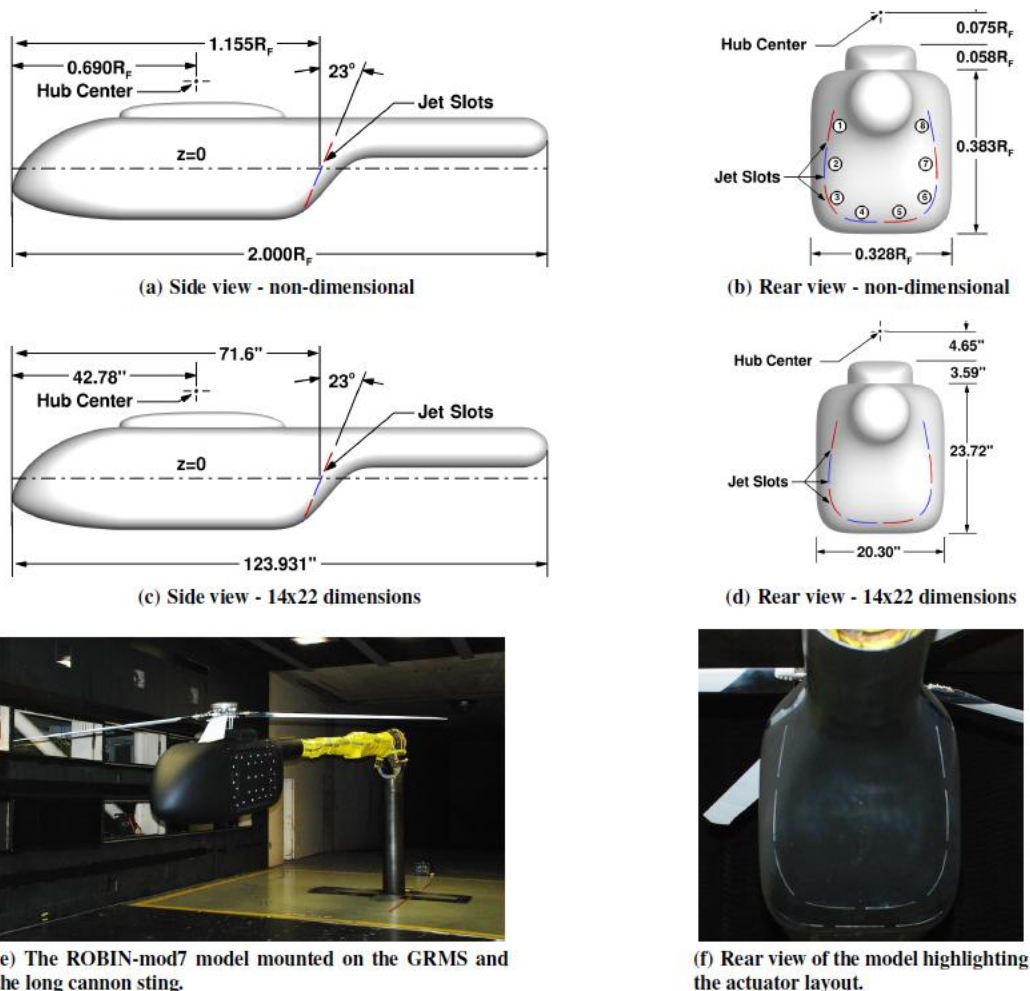 1.155R_F
0.690R_F
23°
Hub Center
Jet Slots
z=0
2.000R_F
(a) Side view - non-dimensional
0.075R_F
Hub Center
0.058R_F
1
8
0.383R_F
2
7
Jet Slots
3
6
4
5
0.328R_F
(b) Rear view - non-dimensional
71.6"
42.78"
23°
Hub Center
Jet Slots
z=0
123.931"
(c) Side view - 14x22 dimensions
4.65"
Hub Center
3.59"
23.72"
Jet Slots
20.30"
(d) Rear view - 14x22 dimensions
e) The ROBIN-mod7 model mounted on the GRMS and
he long cannon sting.
(f) Rear view of the model highlighting
the actuator layout.